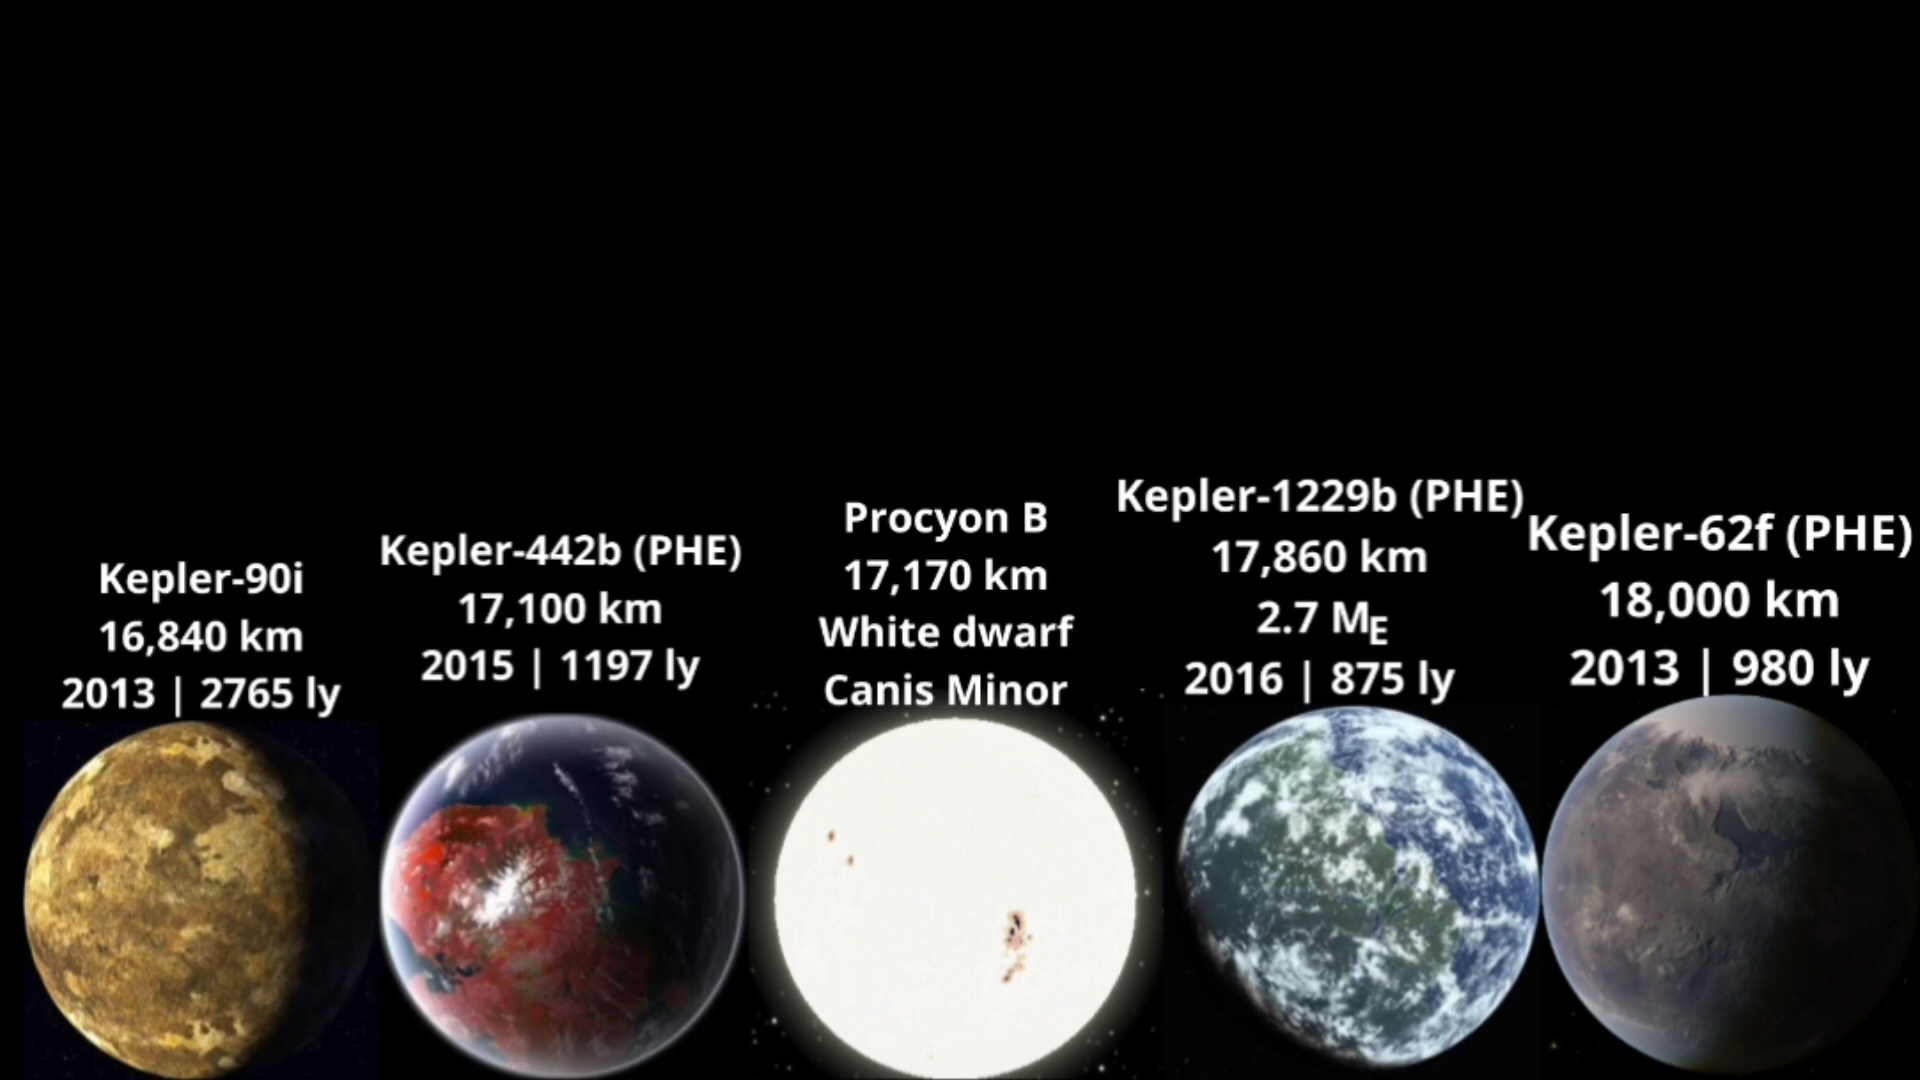 Kepler-90i
16,840 km
2013 | 2765 ly
Kepler-442b (PHE)
17,100 km
2015 | 1197 ly
Procyon B
17,170 km
White dwarf
Canis Minor
Kepler-1229b (PHE)
17,860 km
2.7 ME
2016 | 875 ly
Kepler-62f (PHE)
18,000 km
2013 | 980 ly